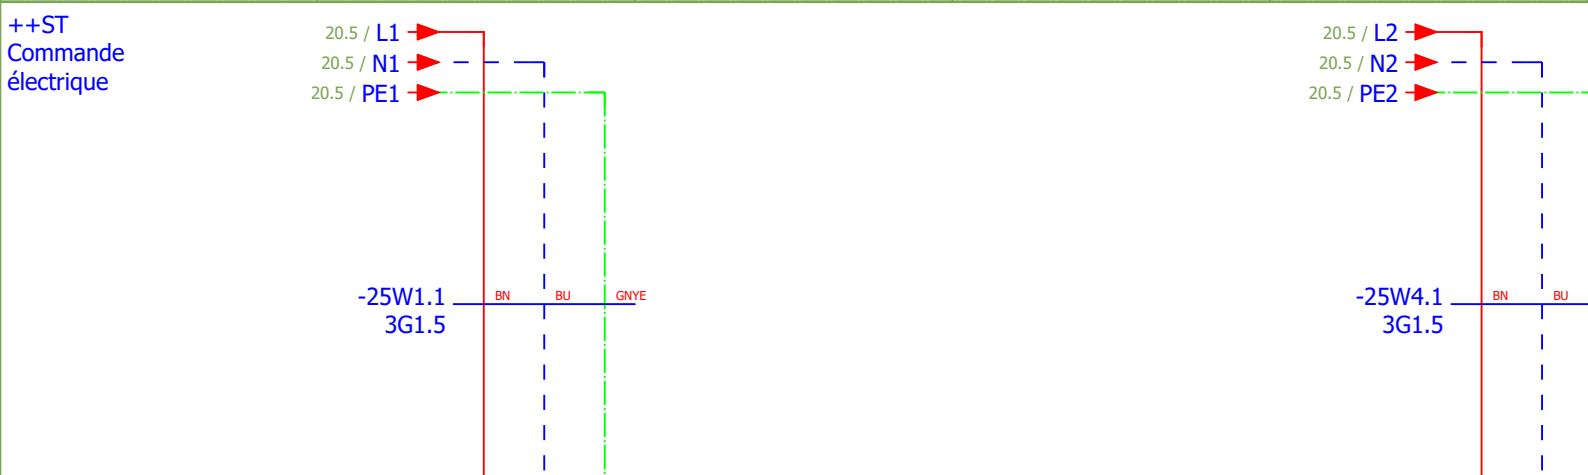 ++ST
Commande
électrique
20.5 / L1
20.5 / N1
20.5 / PE1
-25W1.1
3G1.5
BN
BU
GNYE
20.5 / L2
20.5 / N2
20.5 / PE2
-25W4.1
3G1.5
BN
BU